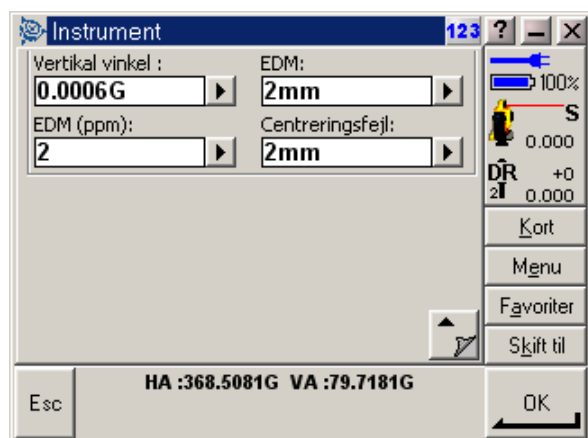 Instrument
123
?
Vertikal vinkel :
EDM:
0.0006G
2mm
EDM (ppm):
Centreringsfejl:
2
2mm
100%
S
0.000
DR +0
2 0.000
Kort
Menu
Favoriter
Skift til
Esc
HA :368.5081G VA :79.7181G
OK